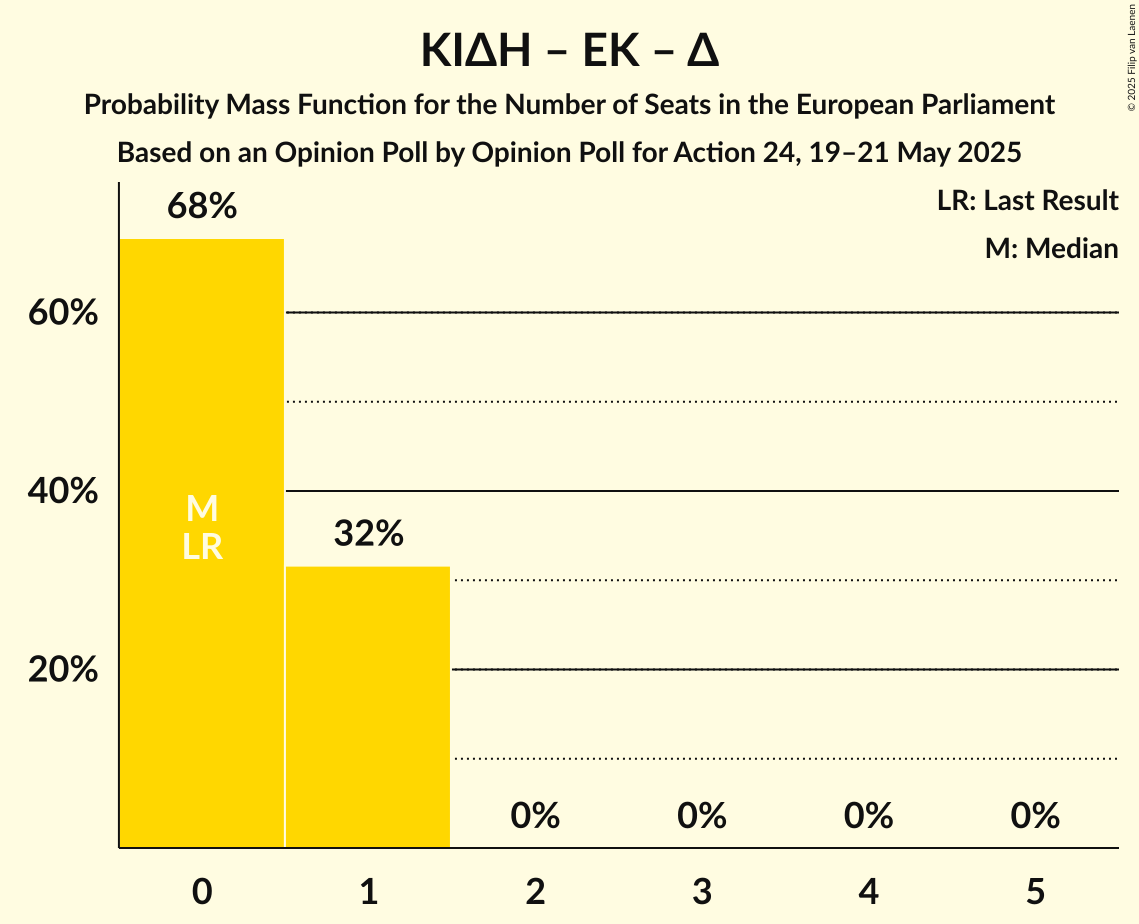 ΚΙΔΗ – ΕΚ – Δ
Probability Mass Function for the Number of Seats in the European Parliament
Based on an Opinion Poll by Opinion Poll for Action 24, 19–21 May 2025
© 2025 Filip van Laenen
LR: Last Result
M: Median
68%
60%
40%
20%
M
LR
32%
0%
0%
0%
0%
0
1
2
3
4
5